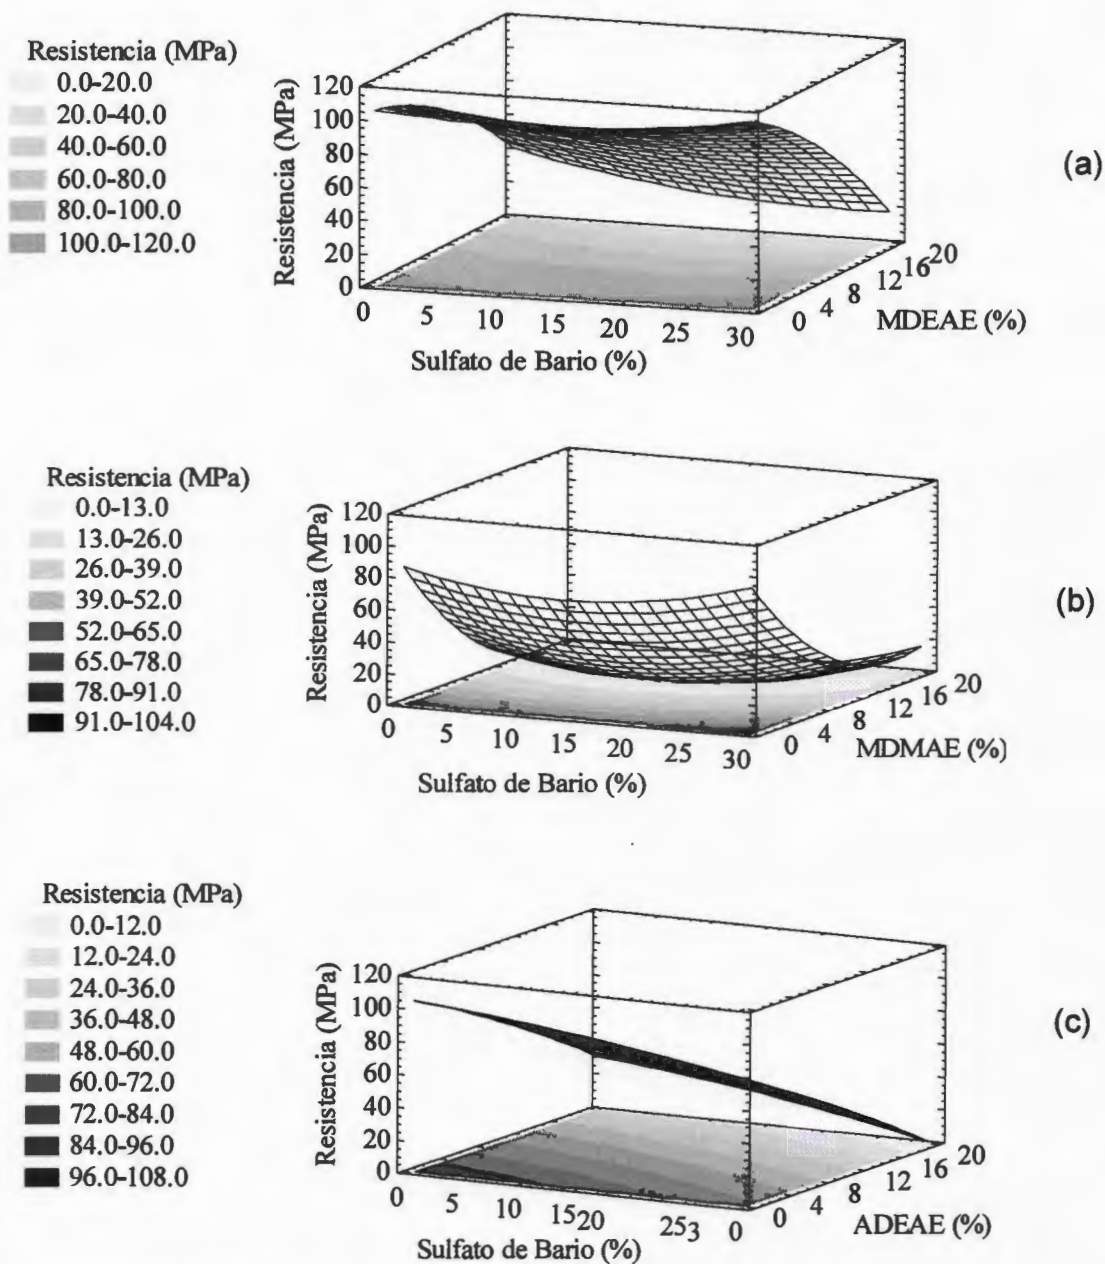 Resistencia (MPa)
0.0-20.0
20.0-40.0
40.0-60.0
60.0-80.0
80.0-100.0
100.0-120.0
Resistencia (MPa)
120
100
80
60
40
20
0
0 5 10 15 20 25 30
Sulfato de Bario (%)
0 4 8 12 16 20
MDEAE (%)
(a)
Resistencia (MPa)
0.0-13.0
13.0-26.0
26.0-39.0
39.0-52.0
52.0-65.0
65.0-78.0
78.0-91.0
91.0-104.0
Resistencia (MPa)
120
100
80
60
40
20
0
0 5 10 15 20 25 30
Sulfato de Bario (%)
0 4 8 12 16 20
MDMAE (%)
(b)
Resistencia (MPa)
0.0-12.0
12.0-24.0
24.0-36.0
36.0-48.0
48.0-60.0
60.0-72.0
72.0-84.0
84.0-96.0
96.0-108.0
Resistencia (MPa)
120
100
80
60
40
20
0
0 5 10 15 20 25 3 0
Sulfato de Bario (%)
0 4 8 12 16 20
ADEAE (%)
(c)